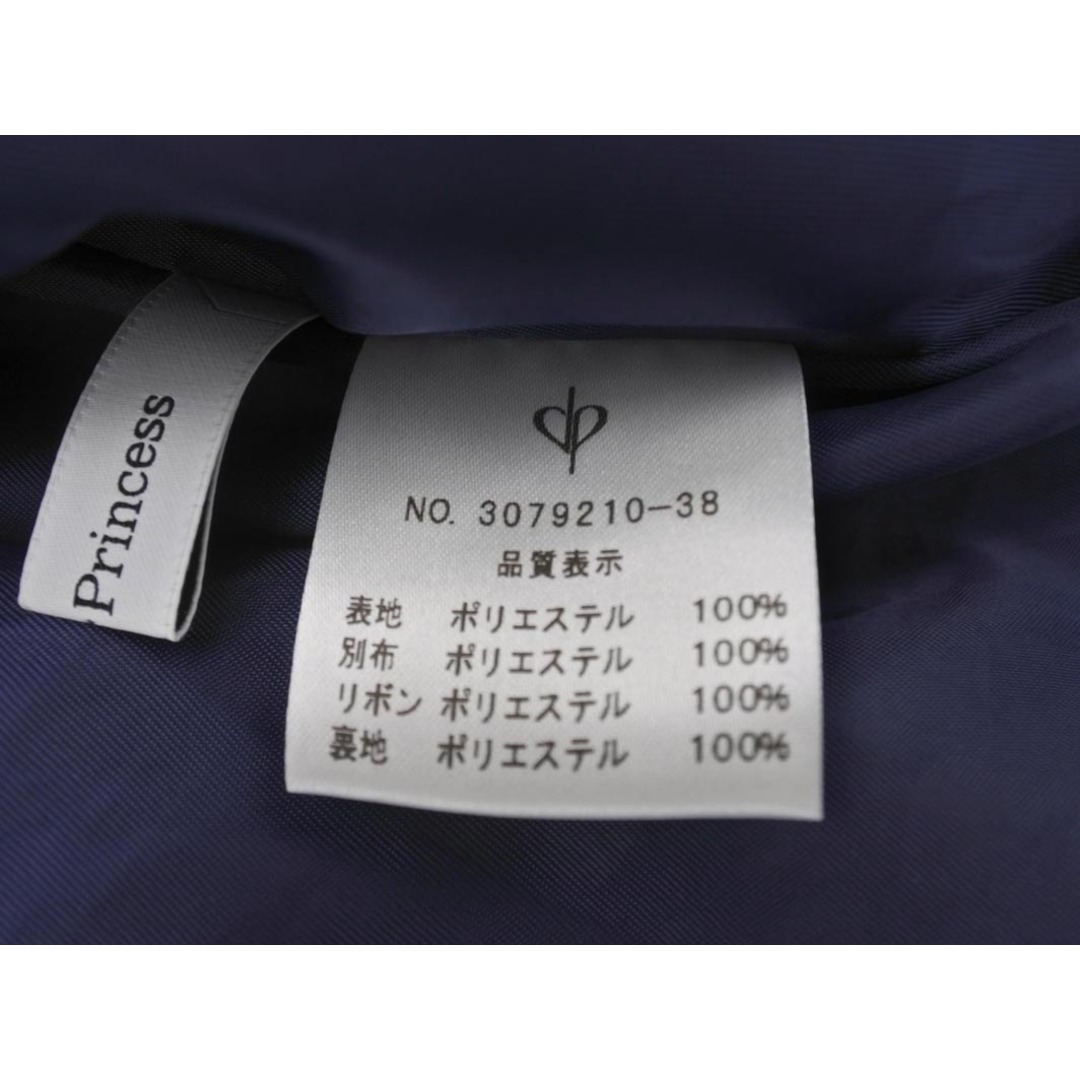 Princess
NO. 3079210-38
品質表示
表地 ポリエステル 100%
別布 ポリエステル 100%
リボン ポリエステル 100%
裏地 ポリエステル 100%